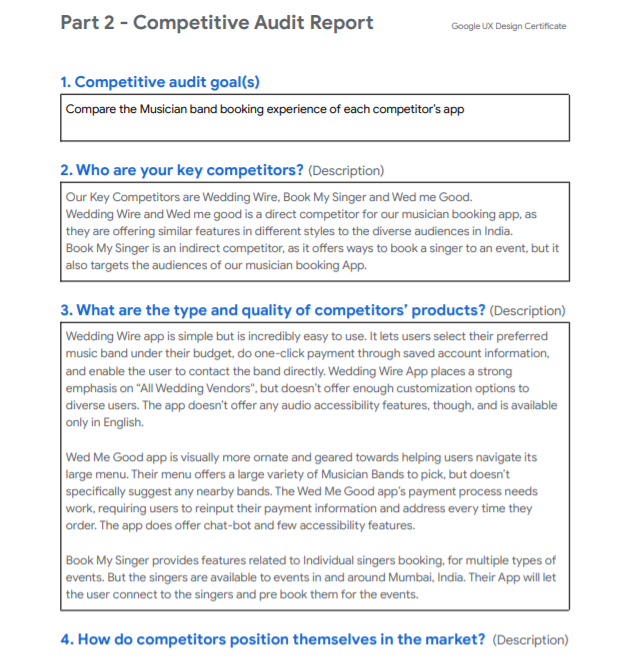 Part 2 - Competitive Audit Report
Google UX Design Certificate
1. Competitive audit goal(s)
Compare the Musician band booking experience of each competitor's app
2. Who are your key competitors? (Description)
Our Key Competitors are Wedding Wire, Book My Singer and Wed me Good.
Wedding Wire and Wed me good is a direct competitor for our musician booking app, as
they are offering similar features in different styles to the diverse audiences in India.
Book My Singer is an indirect competitor, as it offers ways to book a singer to an event, but it
also targets the audiences of our musician booking App.
3. What are the type and quality of competitors' products? (Description)
Wedding Wire app is simple but is incredibly easy to use. It lets users select their preferred
music band under their budget, do one-click payment through saved account information,
and enable the user to contact the band directly. Wedding Wire App places a strong
emphasis on "All Wedding Vendors", but doesn't offer enough customization options to
diverse users. The app doesn't offer any audio accessibility features, though, and is available
only in English.
Wed Me Good app is visually more ornate and geared towards helping users navigate its
large menu. Their menu offers a large variety of Musician Bands to pick, but doesn't
specifically suggest any nearby bands. The Wed Me Good app's payment process needs
work, requiring users to reinput their payment information and address every time they
order. The app does offer chat-bot and few accessibility features.
Book My Singer provides features related to Individual singers booking, for multiple types of
events. But the singers are available to events in and around Mumbai, India. Their App will let
the user connect to the singers and pre book them for the events.
4. How do competitors position themselves in the market? (Description)